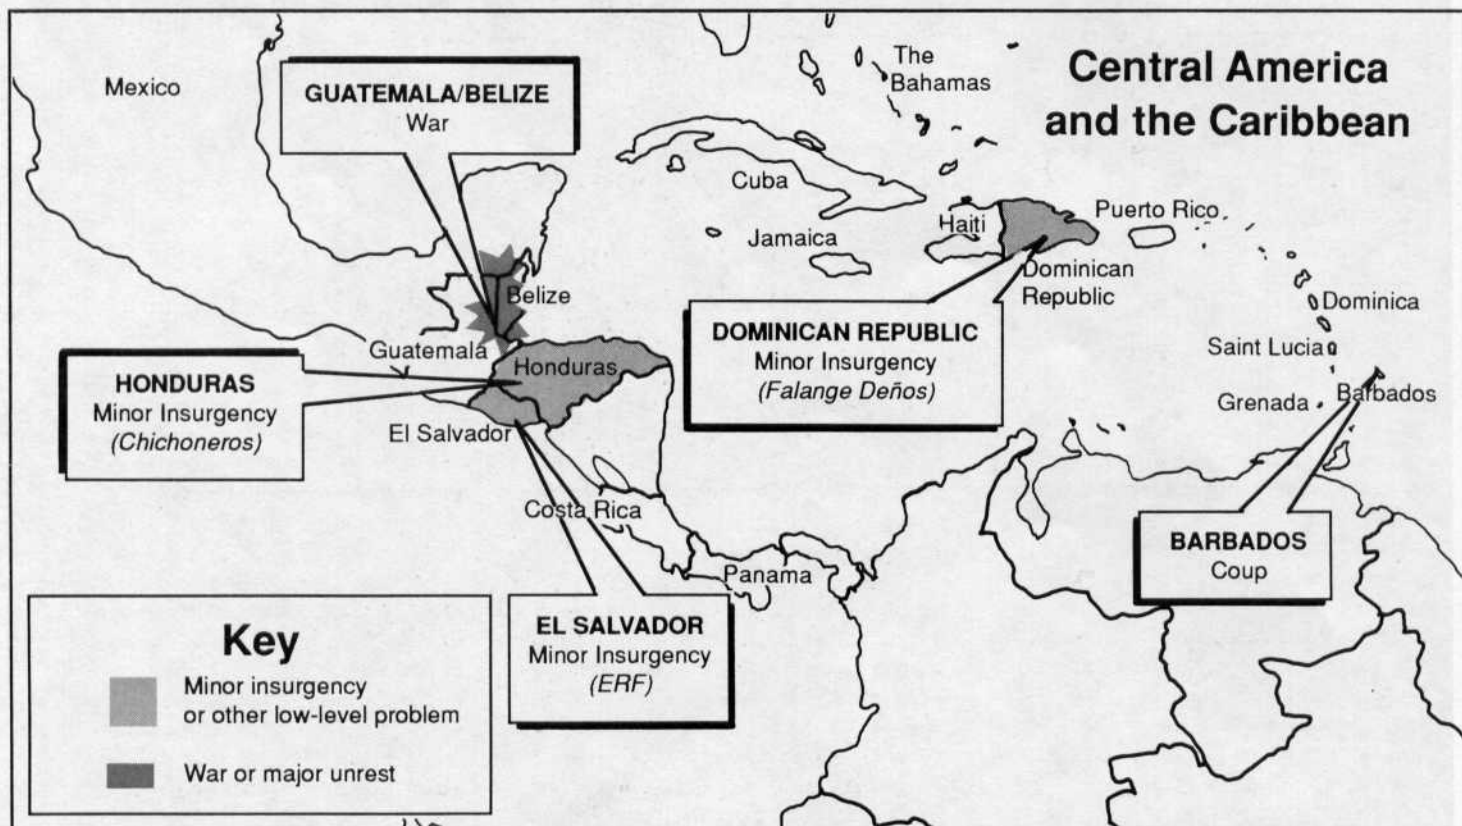 Central America
and the Caribbean
Mexico
GUATEMALA/BELIZE
War
The
Bahamas
Cuba
Haiti
Puerto Rico
Jamaica
Dominican
Republic
Belize
Dominica
Guatemala
Honduras
DOMINICAN REPUBLIC
Minor Insurgency
(Falange Deños)
Saint Lucia
HONDURAS
Minor Insurgency
(Chichoneros)
Grenada
Barbados
El Salvador
Costa Rica
BARBADOS
Coup
Panama
EL SALVADOR
Minor Insurgency
(ERF)
Key
Minor insurgency
or other low-level problem
War or major unrest